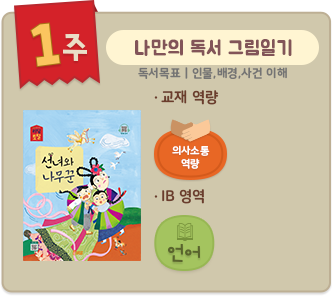 1주
나만의 독서 그림일기
독서목표 | 인물,배경,사건 이해
· 교재 역량
의사소통
역량
· IB 영역
언어
선녀와
나무꾼